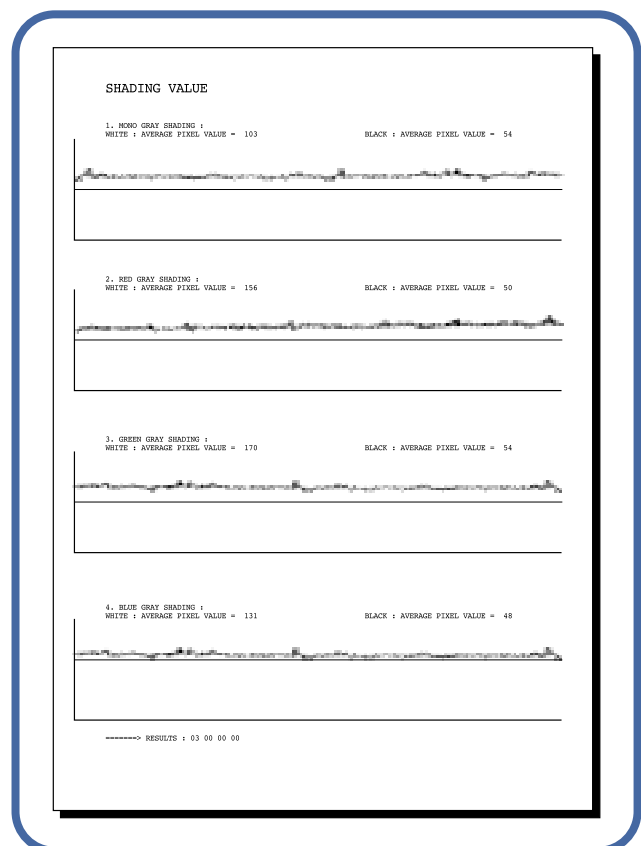 SHADING VALUE
1. MONO GRAY SHADING :
WHITE : AVERAGE PIXEL VALUE = 103 BLACK : AVERAGE PIXEL VALUE = 54
2. RED GRAY SHADING :
WHITE : AVERAGE PIXEL VALUE = 156 BLACK : AVERAGE PIXEL VALUE = 50
3. GREEN GRAY SHADING :
WHITE : AVERAGE PIXEL VALUE = 170 BLACK : AVERAGE PIXEL VALUE = 54
4. BLUE GRAY SHADING :
WHITE : AVERAGE PIXEL VALUE = 131 BLACK : AVERAGE PIXEL VALUE = 48
=======> RESULTS : 03 00 00 00